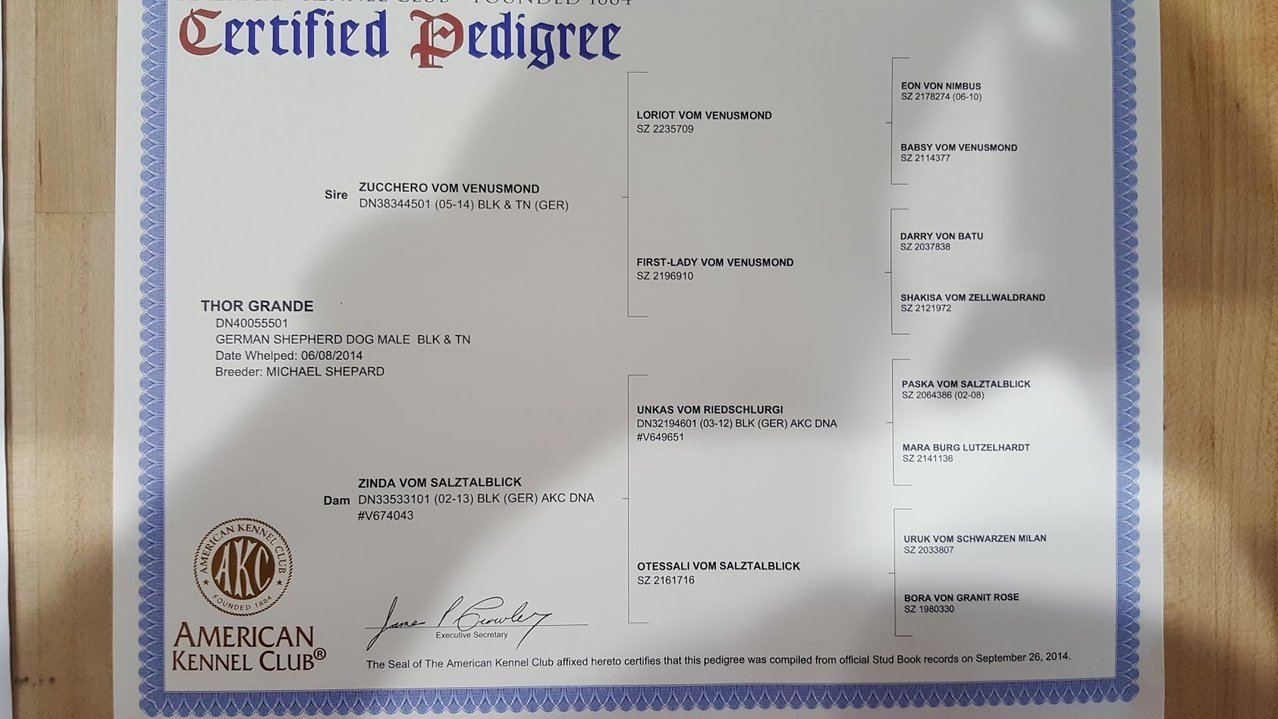 Certified Pedigree
EON VON NIMBUS
SZ 2178274 (06-10)
LORIOT VOM VENUSMOND
SZ 2235709
BABSY VOM VENUSMOND
SZ 2114377
Sire
ZUCCHERO VOM VENUSMOND
DN38344501 (05-14) BLK & TN (GER)
DARRY VON BATU
SZ 2037838
FIRST-LADY VOM VENUSMOND
SZ 2196910
SHAKISA VOM ZELLWALDRAND
SZ 2121972
THOR GRANDE
DN40055501
GERMAN SHEPHERD DOG MALE BLK & TN
Date Whelped: 06/08/2014
Breeder: MICHAEL SHEPARD
PASKA VOM SALZTALBLICK
SZ 2064386 (02-08)
UNKAS VOM RIEDSCHLURGI
DN32194601 (03-12) BLK (GER) AKC DNA
#V649651
MARA BURG LUTZELHARDT
SZ 2141136
Dam
ZINDA VOM SALZTALBLICK
DN33533101 (02-13) BLK (GER) AKC DNA
#V674043
URUK VOM SCHWARZEN MILAN
SZ 2033807
OTESSALI VOM SALZTALBLICK
SZ 2161716
BORA VON GRANIT ROSE
SZ 1980330
AMERICAN KENNEL CLUB
AKC
FOUNDED 1884
AMERICAN
KENNEL CLUB®
James P. Crowley
Executive Secretary
The Seal of The American Kennel Club affixed hereto certifies that this pedigree was compiled from official Stud Book records on September 26, 2014.